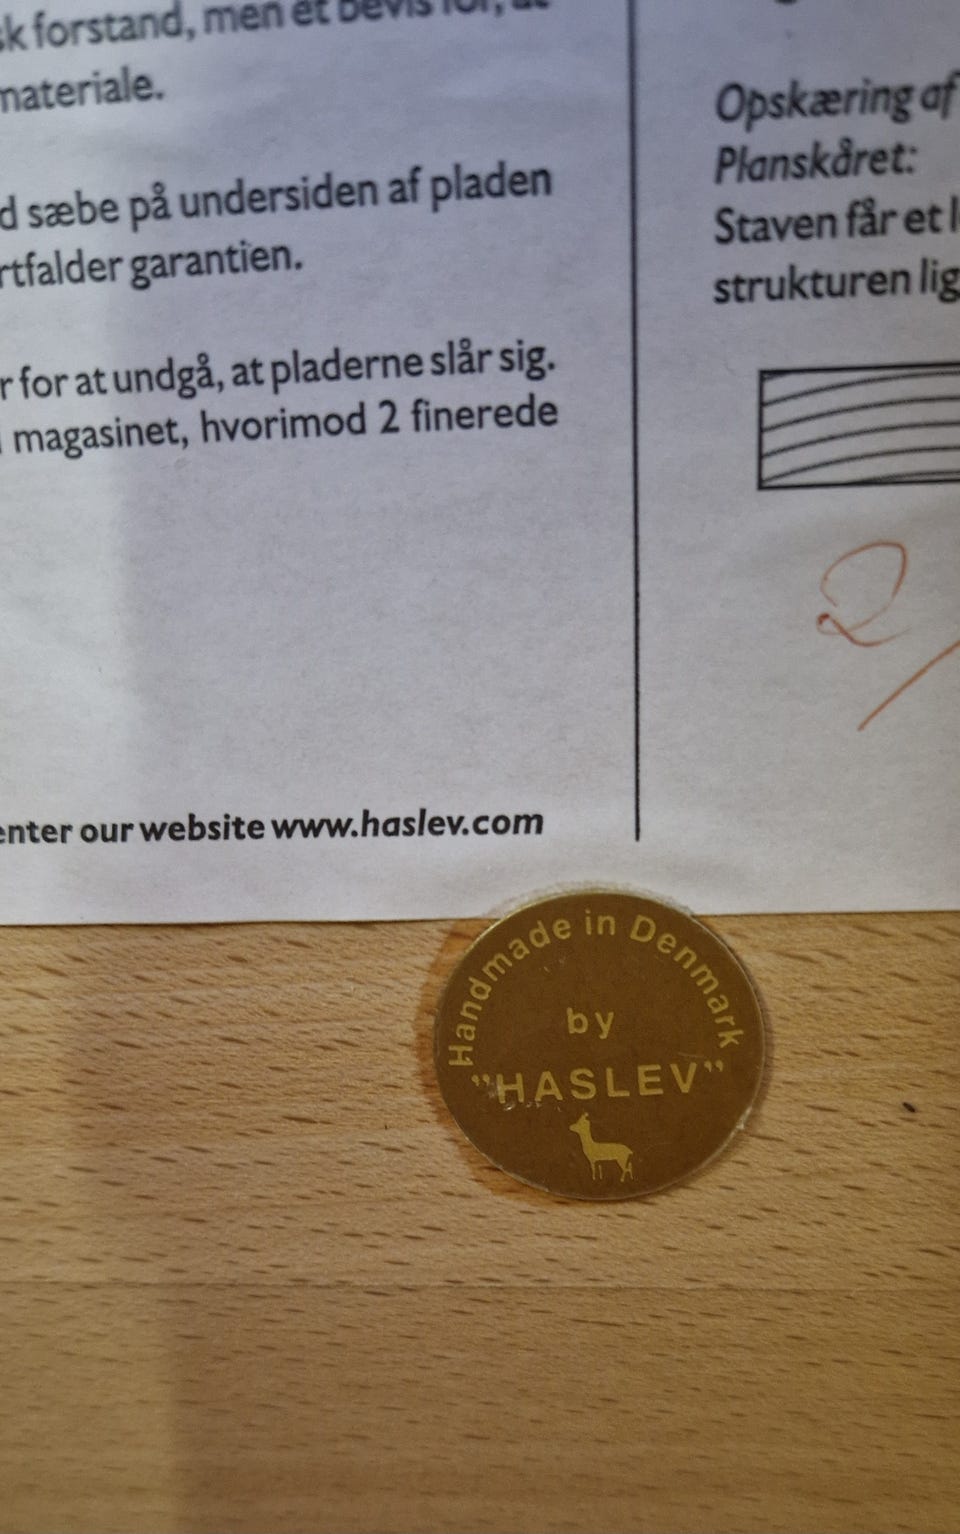 sk forstand, men et bevis for, at
materiale.
d sæbe på undersiden af pladen
rtfalder garantien.
r for at undgå, at pladerne slår sig.
magasinet, hvorimod 2 finerede
enter our website www.haslev.com
Opskæring af
Planskåret:
Staven får et l
strukturen lig
2/
Handmade in Denmark
by
"HASLEV"